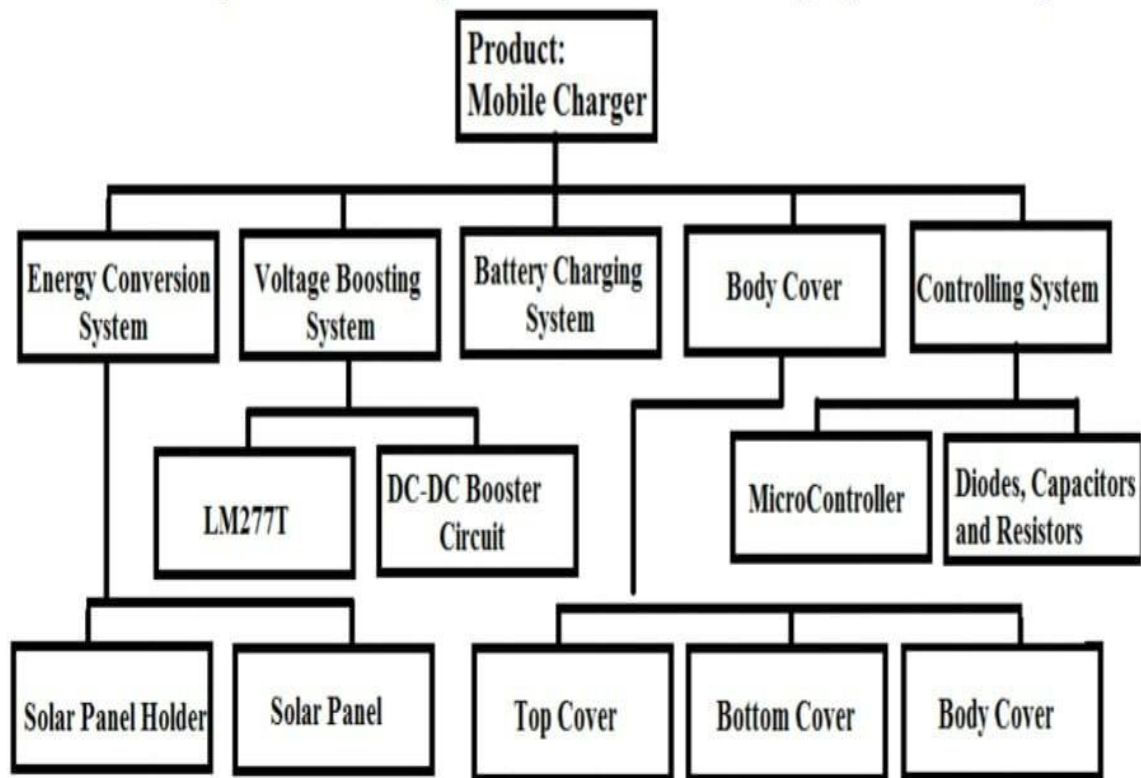 Product:
Mobile Charger
Energy Conversion
System
Voltage Boosting
System
Battery Charging
System
Body Cover
Controlling System
LM277T
DC-DC Booster
Circuit
MicroController
Diodes, Capacitors
and Resistors
Solar Panel Holder
Solar Panel
Top Cover
Bottom Cover
Body Cover